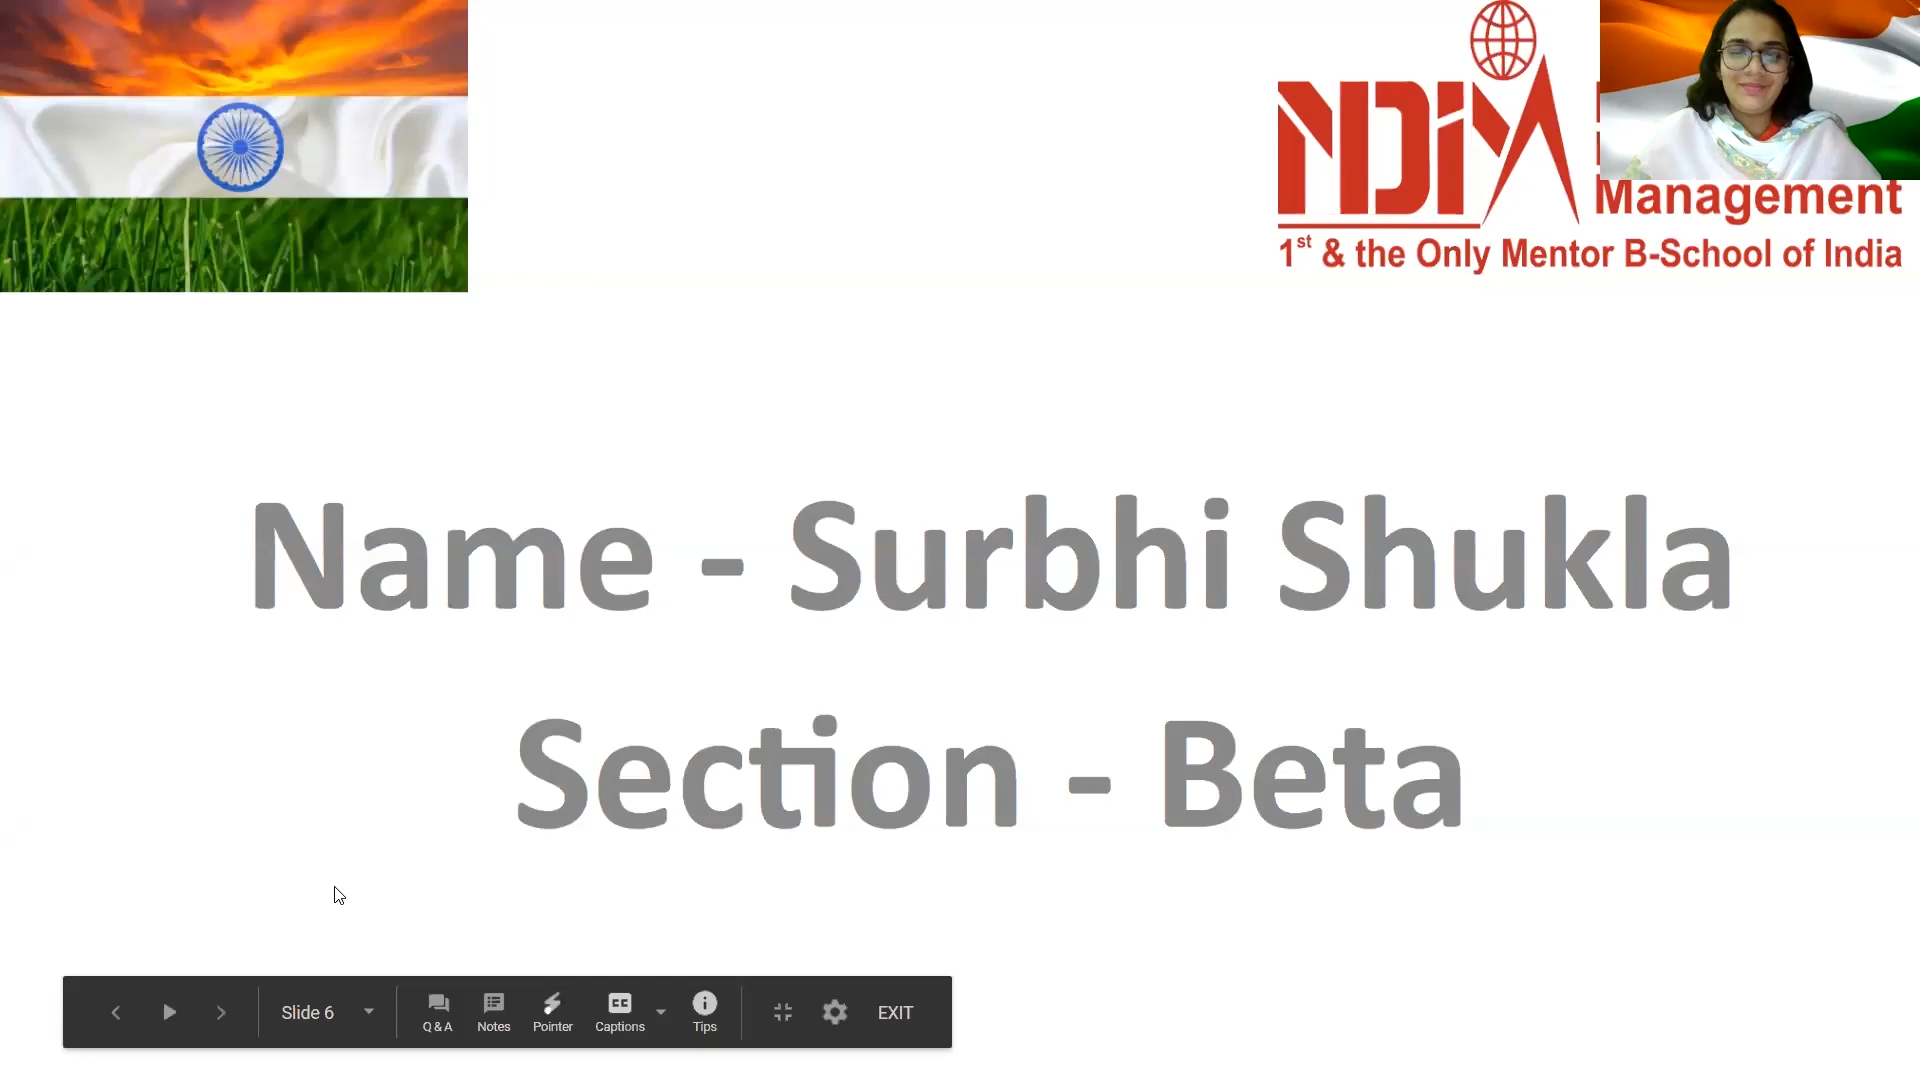 NDIM
Management
1st & the Only Mentor B-School of India
Name - Surbhi Shukla
Section - Beta
Slide 6
Q & A
Notes
Pointer
CC
Captions
Tips
EXIT